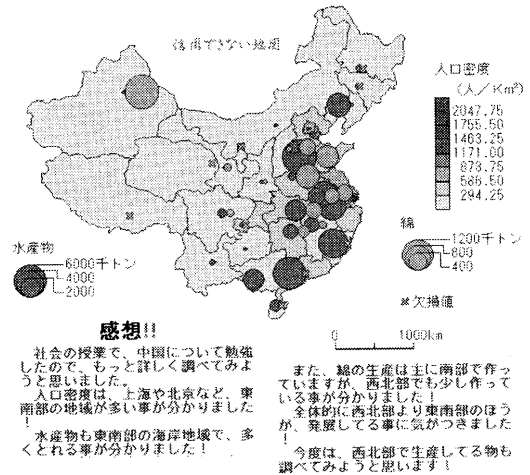 信用できない地図
人口密度
(人/Km²)
2047.75
1755.50
1463.25
1171.00
878.75
586.50
294.25
綿
1200千トン
800
400
水産物
6000千トン
4000
2000
※欠損値
0 1000km
感想!!
社会の授業で、中国について勉強
したので、もっと詳しく調べてみよ
うと思いました。
人口密度は、上海や北京など、東
南部の地域が多い事が分かりました
!
水産物も東南部の海岸地域で、多
くとれる事が分かりました!
また、綿の生産は主に南部で作っ
ていますが、西北部でも少し作って
いる事が分かりました!
全体的に西北部より東南部のほう
が、発展してる事に気がつきました
!
今度は、西北部で生産してる物も
調べてみようと思います!